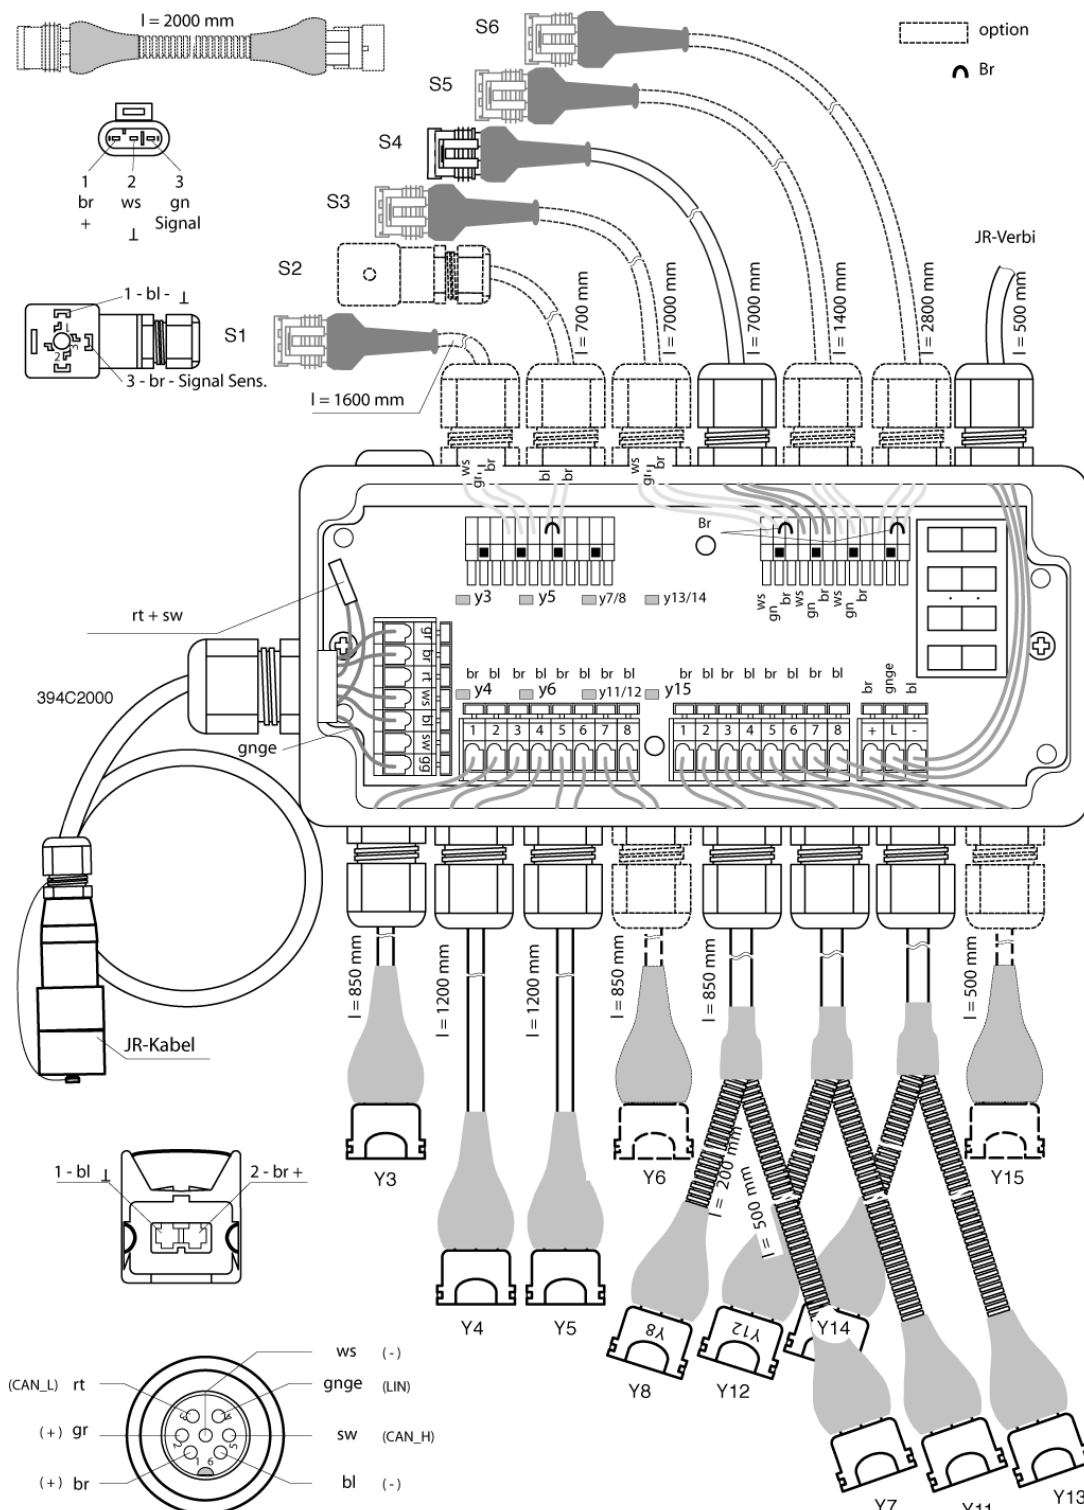 l = 2000 mm
S6
option
Br
S5
S4
1 2 3
br ws gn
+ ⊥ Signal
S3
JR-Verbi
S2
1 - bl - ⊥
S1
3 - br - Signal Sens.
l = 1600 mm
l = 700 mm
l = 7000 mm
l = 7000 mm
l = 1400 mm
l = 2800 mm
l = 500 mm
ws
gn
br
bl
br
ws
gn
br
Br
ws gn br ws gn br ws gn br
y3 y5 y7/8 y13/14
rt + sw
gr
br
rt
ws
bl
sw
gg
394C2000
gnge
br bl br bl br bl br bl
y4 y6 y11/12 y15
br bl br bl br bl br bl
br gnge bl
1 2 3 4 5 6 7 8
1 2 3 4 5 6 7 8
+ L -
l = 850 mm
l = 1200 mm
l = 1200 mm
l = 850 mm
l = 850 mm
l = 500 mm
JR-Kabel
l = 200 mm
l = 500 mm
1 - bl ⊥
2 - br +
Y3
Y6
Y15
Y4
Y5
Y8
Y12
Y14
Y8
Y12
Y7
Y11
Y13
ws (-)
(CAN_L) rt
gnge (LIN)
(+) gr
sw (CAN_H)
(+) br
bl (-)
3 4
2 5
1 6